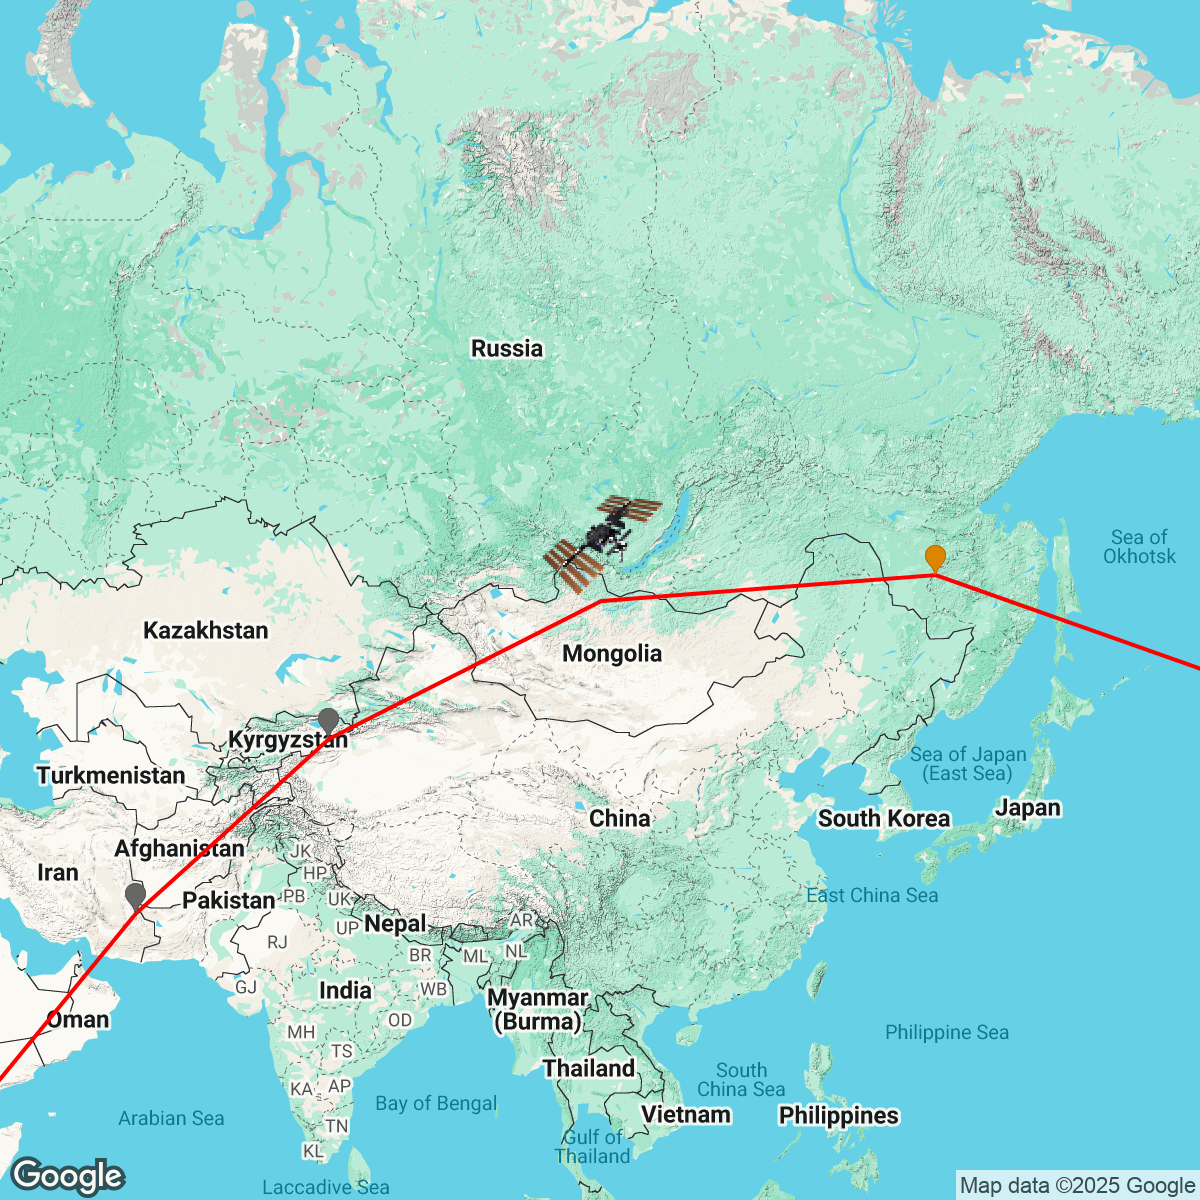 Russia
Sea of
Okhotsk
Kazakhstan
Mongolia
Kyrgyzstan
Turkmenistan
Sea of Japan
(East Sea)
Japan
China
South Korea
Afghanistan
JK
Iran
HP
Pakistan
PB
UK
East China Sea
Nepal
AR
UP
RJ
NL
BR
ML
GJ
India
WB
Myanmar
(Burma)
Oman
OD
MH
Philippine Sea
TS
Thailand
South
China Sea
KA
AP
Bay of Bengal
Arabian Sea
Vietnam
Philippines
TN
Gulf of
Thailand
KL
Google
Laccadive Sea
Map data ©2025 Google